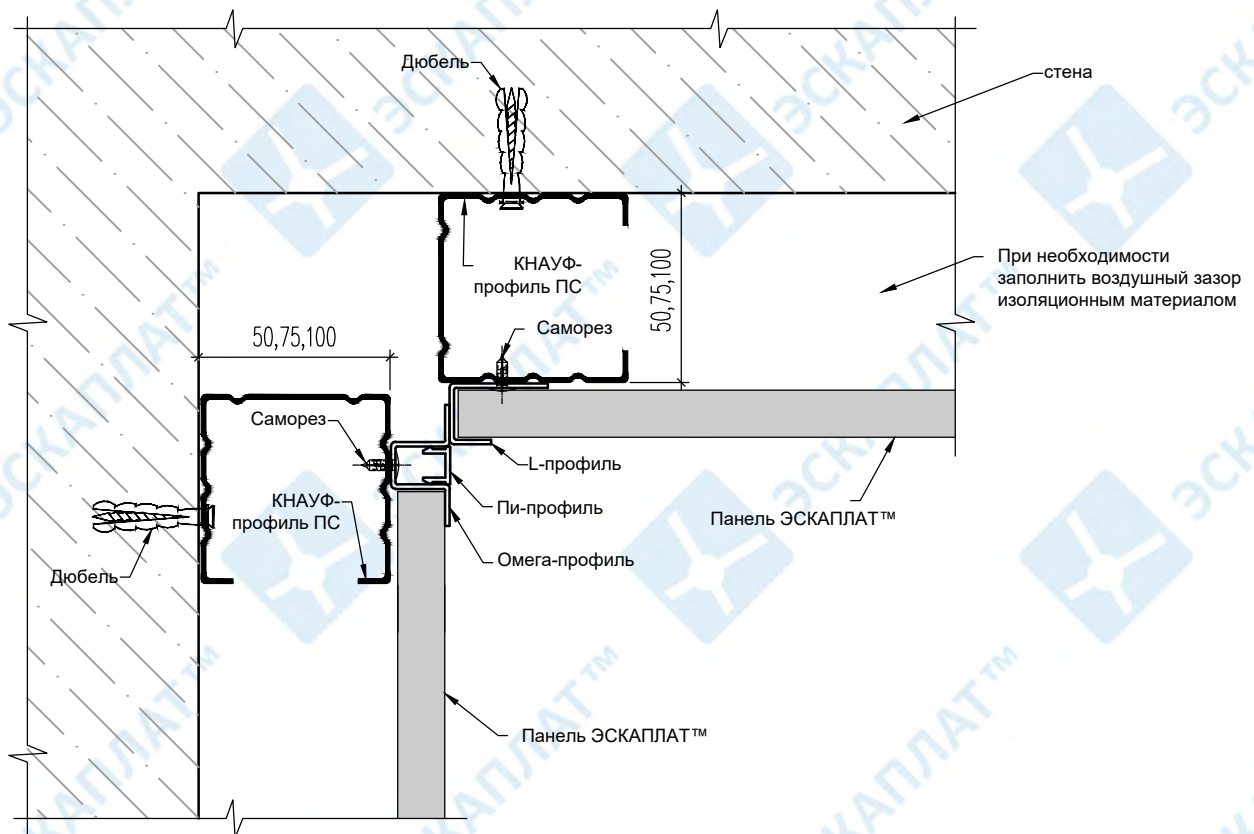 Дюбель
стена
КНАУФ-
профиль ПС
50,75,100
При необходимости
заполнить воздушный зазор
изоляционным материалом
50,75,100
Саморез
Саморез
L-профиль
КНАУФ-
профиль ПС
Пи-профиль
Панель ЭСКАПЛАТ™
Омега-профиль
Дюбель
Панель ЭСКАПЛАТ™
ЭСКАПЛАТ™